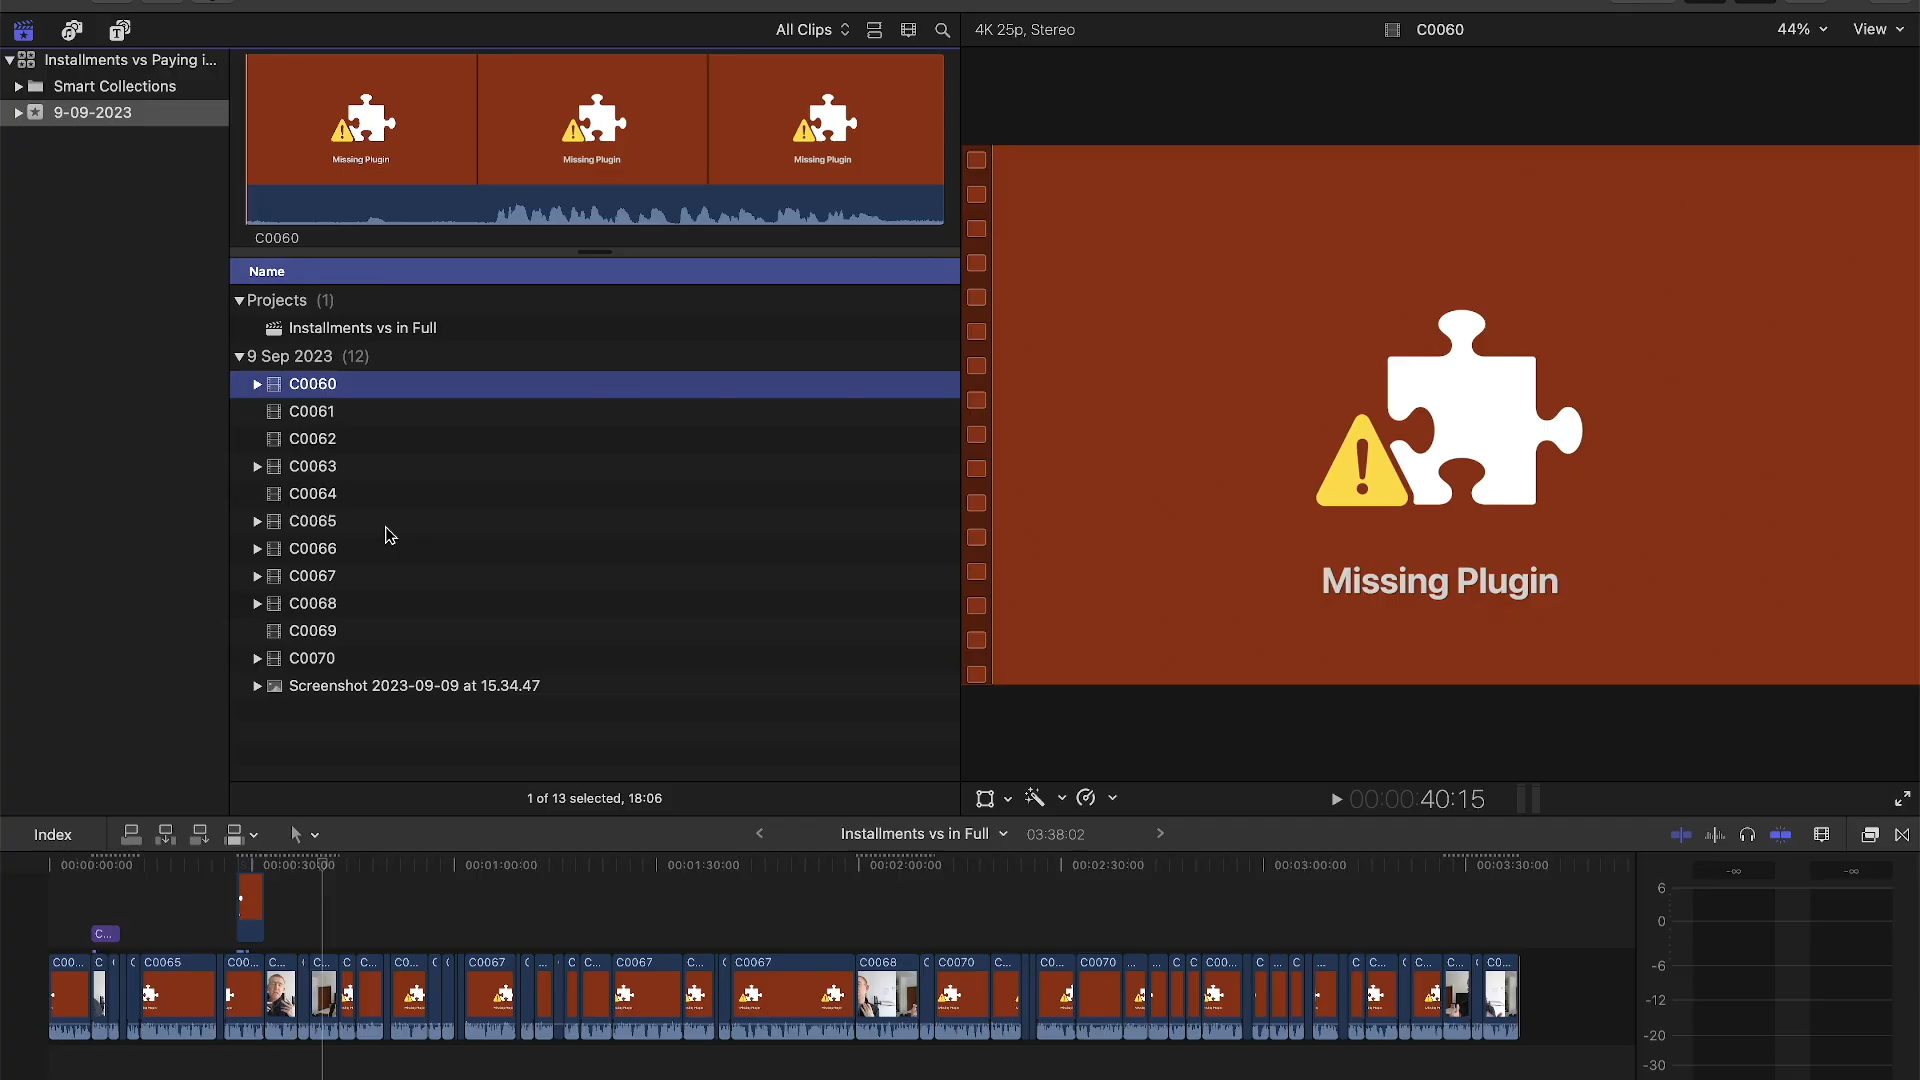 All Clips
4K 25p, Stereo
C0060
44%
View
Installments vs Paying i...
Smart Collections
9-09-2023
Missing Plugin
Missing Plugin
Missing Plugin
C0060
Name
Projects (1)
Installments vs in Full
9 Sep 2023 (12)
C0060
C0061
C0062
C0063
C0064
C0065
C0066
C0067
C0068
C0069
C0070
Screenshot 2023-09-09 at 15.34.47
Missing Plugin
1 of 13 selected, 18:06
00:00:40:15
Index
Installments vs in Full
03:38:02
00:00:00:00
00:00:30:00
00:01:00:00
00:01:30:00
00:02:00:00
00:02:30:00
00:03:00:00
00:03:30:00
-∞
-∞
6
0
-6
-12
-20
-30
C...
C00...
C
C
C0065
C00...
C...
C...
C
C...
C0...
C
C0067
C
...
C
C...
C0067
C...
C0067
C0068
C
C0070
C...
C0...
C0070
...
...
C
C
C00...
C
...
C
...
C
C...
C
C...
C...
C0...